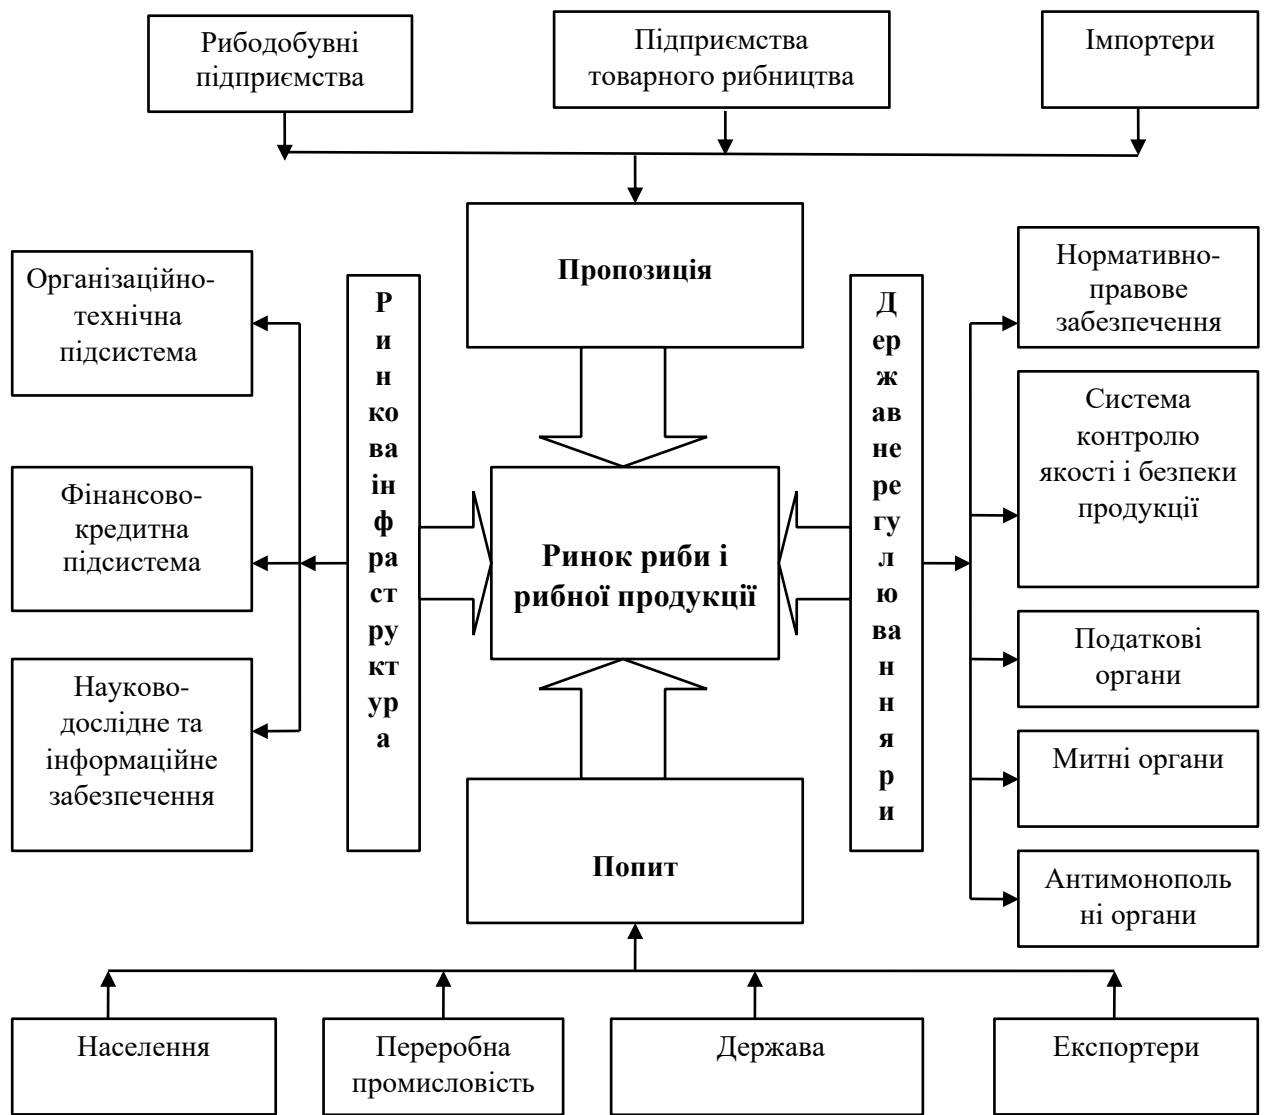 Рибодобувні
підприємства
Підприємства
товарного рибництва
Імпортери
Пропозиція
Організаційно-
технічна
підсистема
Фінансово-
кредитна
підсистема
Науково-
дослідне та
інформаційне
забезпечення
Р
и
н
ко
ва
ін
ф
ра
ст
ру
кт
ур
а
Ринок риби і
рибної продукції
Д
ер
ж
ав
не
ре
гу
л
ю
ва
н
н
я
р
и
Нормативно-
правове
забезпечення
Система
контролю
якості і безпеки
продукції
Податкові
органи
Митні органи
Антимонополь
ні органи
Попит
Населення
Переробна
промисловість
Держава
Експортери